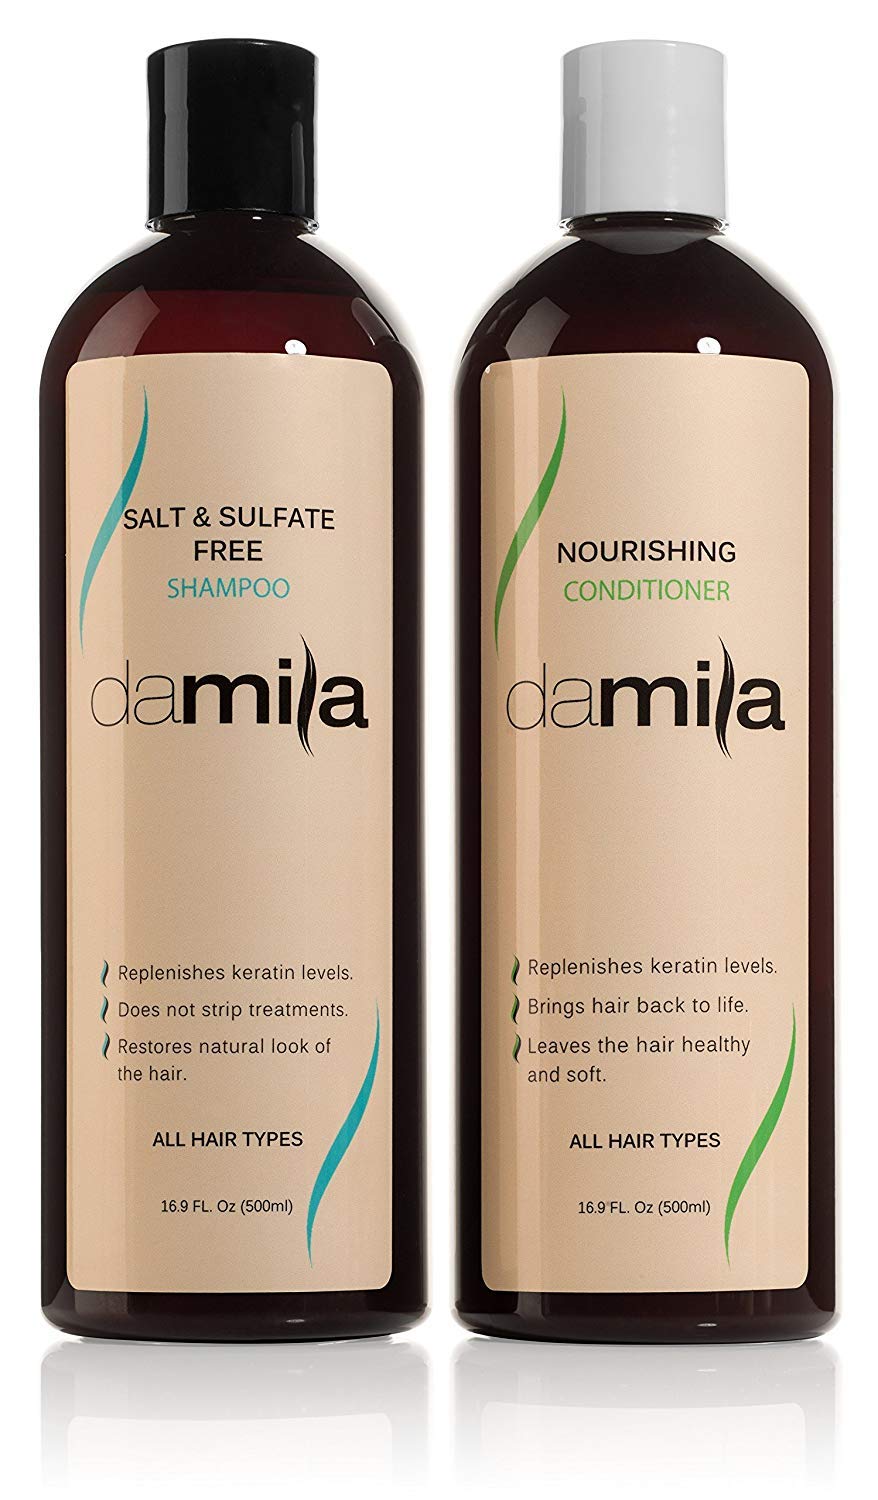 SALT & SULFATE
FREE
SHAMPOO
damila
Replenishes keratin levels.
Does not strip treatments.
Restores natural look of
the hair.
ALL HAIR TYPES
16.9 FL. Oz (500ml)
NOURISHING
CONDITIONER
damila
Replenishes keratin levels.
Brings hair back to life.
Leaves the hair healthy
and soft.
ALL HAIR TYPES
16.9 FL. Oz (500ml)